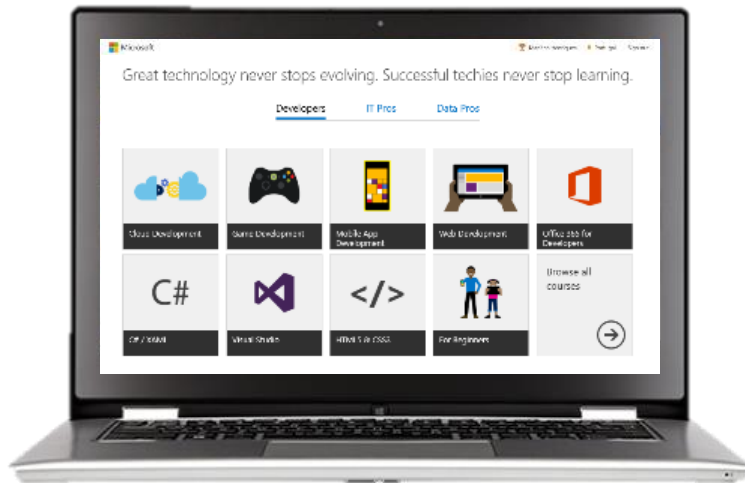 Microsoft
Great technology never stops evolving. Successful techies never stop learning.
Developers IT Pros Data Pros
Cloud Development
Game Development
Mobile App
Development
Web Development
Office 365 for
Developers
C#
</>
Browse all
courses
C# / XAML
Visual Studio
HTML5 & CSS3
For Beginners